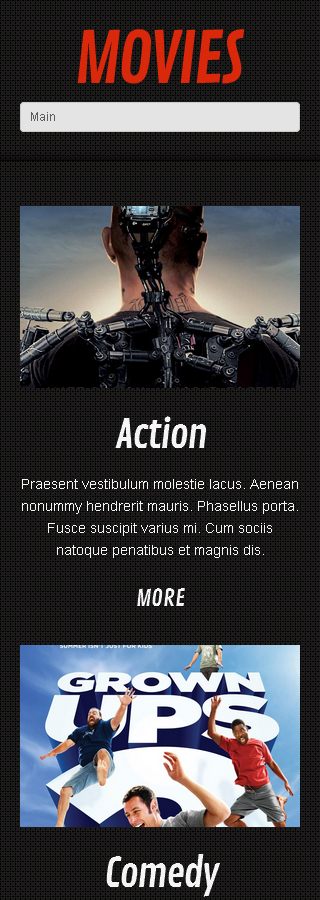 MOVIES
Main
Action
Praesent vestibulum molestie lacus. Aenean
nonummy hendrerit mauris. Phasellus porta.
Fusce suscipit varius mi. Cum sociis
natoque penatibus et magnis dis.
MORE
SUMMER ISN'T JUST FOR KIDS
GROWN
UPS
Comedy